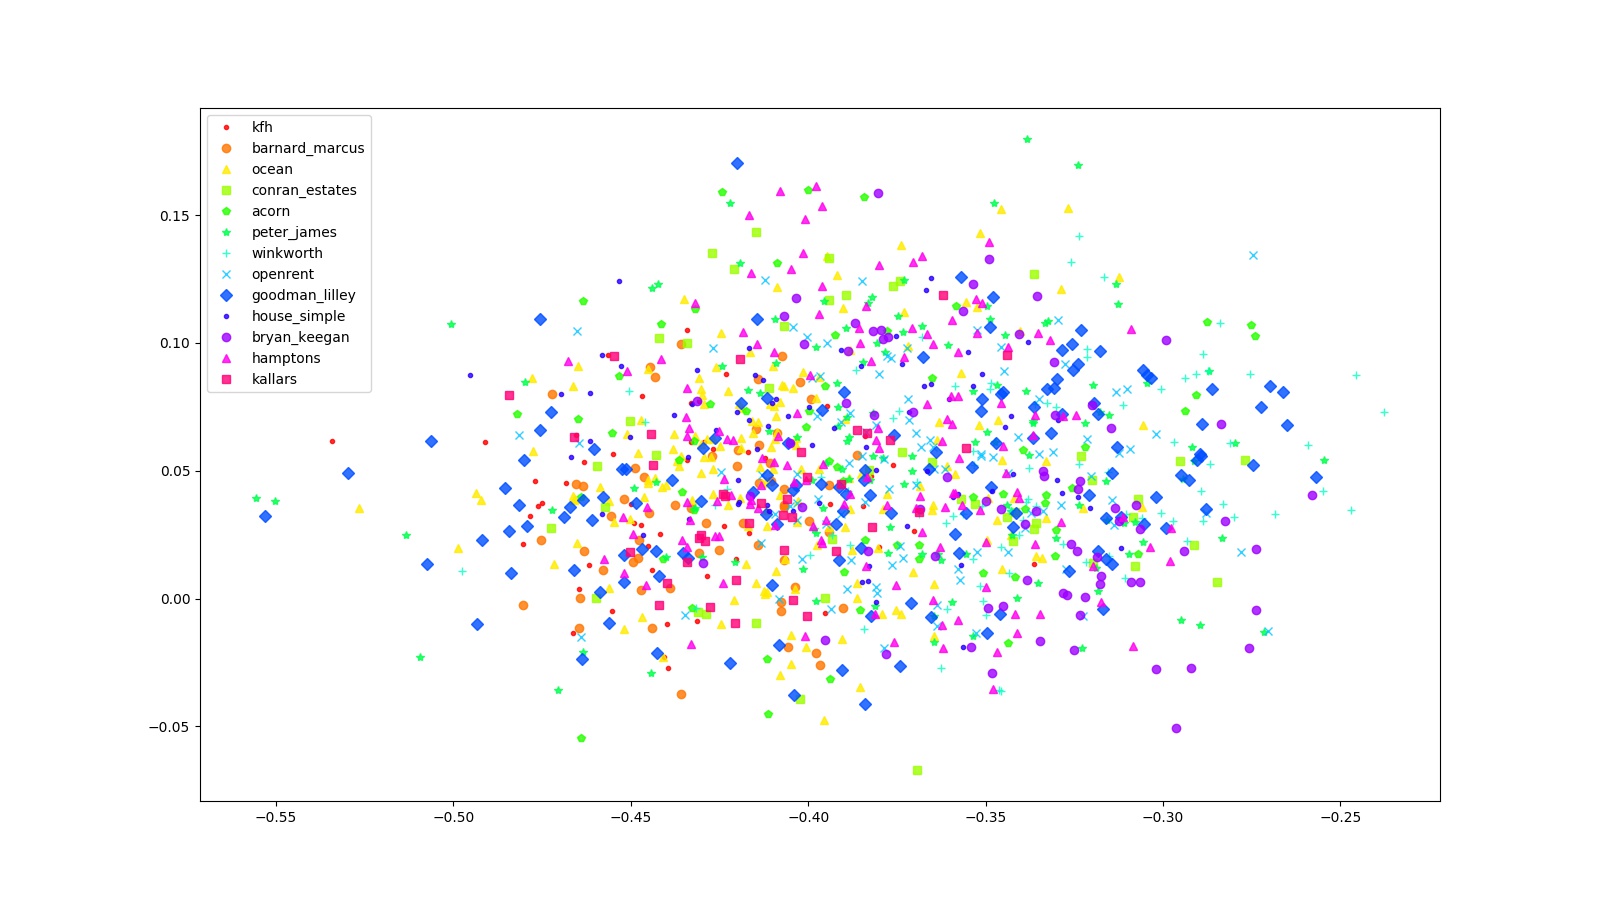 kfh
barnard_marcus
ocean
conran_estates
acorn
peter_james
winkworth
openrent
goodman_lilley
house_simple
bryan_keegan
hamptons
kallars
0.15
0.10
0.05
0.00
−0.05
−0.55
−0.50
−0.45
−0.40
−0.35
−0.30
−0.25